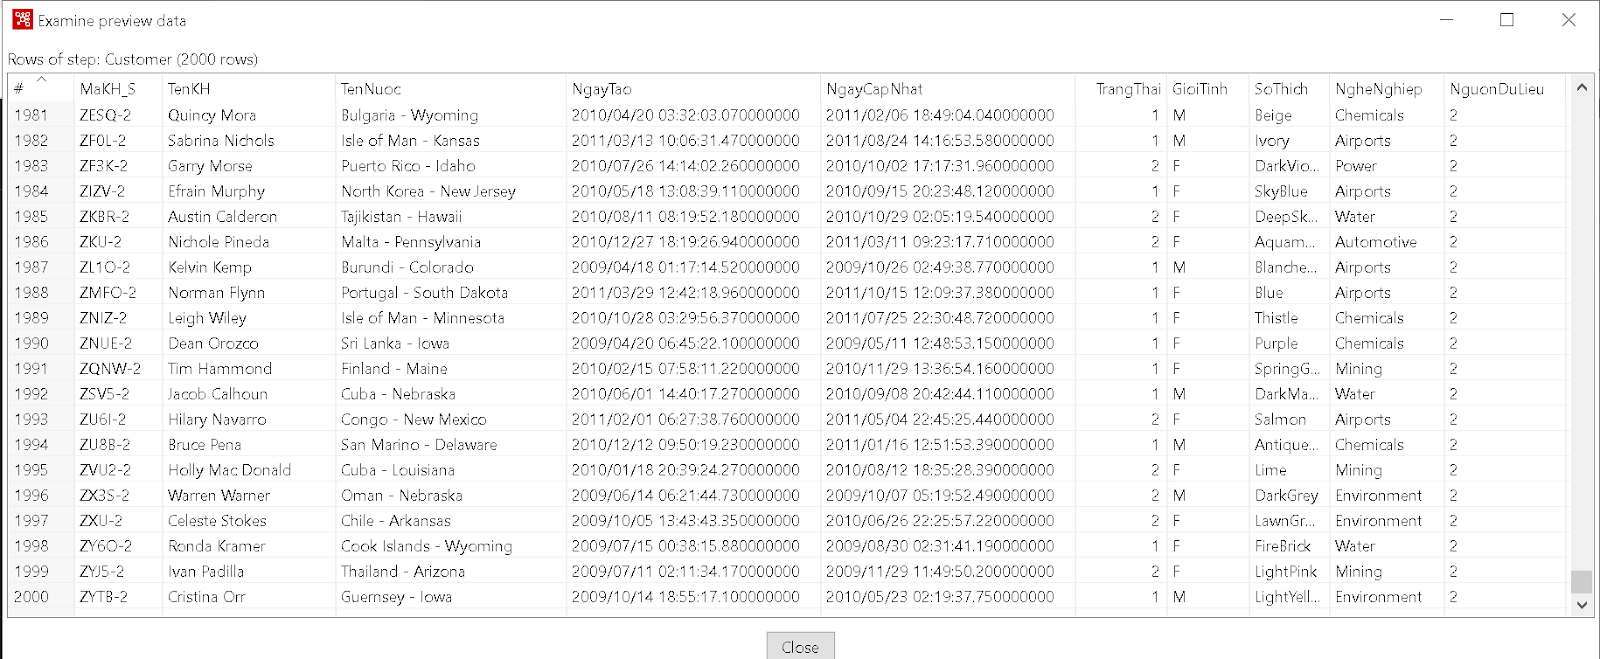 Examine preview data
Rows of step: Customer (2000 rows)
# MaKH_S TenKH TenNuoc NgayTao NgayCapNhat TrangThai GioiTinh SoThich NgheNghiep NguonDuLieu
1981 ZESQ-2 Quincy Mora Bulgaria - Wyoming 2010/04/20 03:32:03.070000000 2011/02/06 18:49:04.040000000 1 M Beige Chemicals 2
1982 ZF0L-2 Sabrina Nichols Isle of Man - Kansas 2011/03/13 10:06:31.470000000 2011/08/24 14:16:53.580000000 1 M Ivory Airports 2
1983 ZF3K-2 Garry Morse Puerto Rico - Idaho 2010/07/26 14:14:02.260000000 2010/10/02 17:17:31.960000000 2 F DarkVio... Power 2
1984 ZIZV-2 Efrain Murphy North Korea - New Jersey 2010/05/18 13:08:39.110000000 2010/09/15 20:23:48.120000000 1 F SkyBlue Airports 2
1985 ZKBR-2 Austin Calderon Tajikistan - Hawaii 2010/08/11 08:19:52.180000000 2010/10/29 02:05:19.540000000 2 F DeepSk... Water 2
1986 ZKU-2 Nichole Pineda Malta - Pennsylvania 2010/12/27 18:19:26.940000000 2011/03/11 09:23:17.710000000 2 F Aquam... Automotive 2
1987 ZL1O-2 Kelvin Kemp Burundi - Colorado 2009/04/18 01:17:14.520000000 2009/10/26 02:49:38.770000000 1 M Blanche... Airports 2
1988 ZMFO-2 Norman Flynn Portugal - South Dakota 2011/03/29 12:42:18.960000000 2011/10/15 12:09:37.380000000 1 F Blue Airports 2
1989 ZNIZ-2 Leigh Wiley Isle of Man - Minnesota 2010/10/28 03:29:56.370000000 2011/07/25 22:30:48.720000000 1 F Thistle Chemicals 2
1990 ZNUE-2 Dean Orozco Sri Lanka - Iowa 2009/04/20 06:45:22.100000000 2009/05/11 12:48:53.150000000 1 F Purple Chemicals 2
1991 ZQNW-2 Tim Hammond Finland - Maine 2010/02/15 07:58:11.220000000 2010/11/29 13:36:54.160000000 1 F SpringG... Mining 2
1992 ZSV5-2 Jacob Calhoun Cuba - Nebraska 2010/06/01 14:40:17.270000000 2010/09/08 20:42:44.110000000 1 M DarkMa... Water 2
1993 ZU6I-2 Hilary Navarro Congo - New Mexico 2011/02/01 06:27:38.760000000 2011/05/04 22:45:25.440000000 2 F Salmon Airports 2
1994 ZU8B-2 Bruce Pena San Marino - Delaware 2010/12/12 09:50:19.230000000 2011/01/16 12:51:53.390000000 1 M Antique... Chemicals 2
1995 ZVU2-2 Holly Mac Donald Cuba - Louisiana 2010/01/18 20:39:24.270000000 2010/08/12 18:35:28.390000000 2 F Lime Mining 2
1996 ZX3S-2 Warren Warner Oman - Nebraska 2009/06/14 06:21:44.730000000 2009/10/07 05:19:52.490000000 2 M DarkGrey Environment 2
1997 ZXU-2 Celeste Stokes Chile - Arkansas 2009/10/05 13:43:43.350000000 2010/06/26 22:25:57.220000000 2 F LawnGr... Environment 2
1998 ZY6O-2 Ronda Kramer Cook Islands - Wyoming 2009/07/15 00:38:15.880000000 2009/08/30 02:31:41.190000000 1 F FireBrick Water 2
1999 ZYJ5-2 Ivan Padilla Thailand - Arizona 2009/07/11 02:11:34.170000000 2009/11/29 11:49:50.200000000 2 F LightPink Mining 2
2000 ZYTB-2 Cristina Orr Guernsey - Iowa 2009/10/14 18:55:17.100000000 2010/05/23 02:19:37.750000000 1 M LightYell... Environment 2
Close